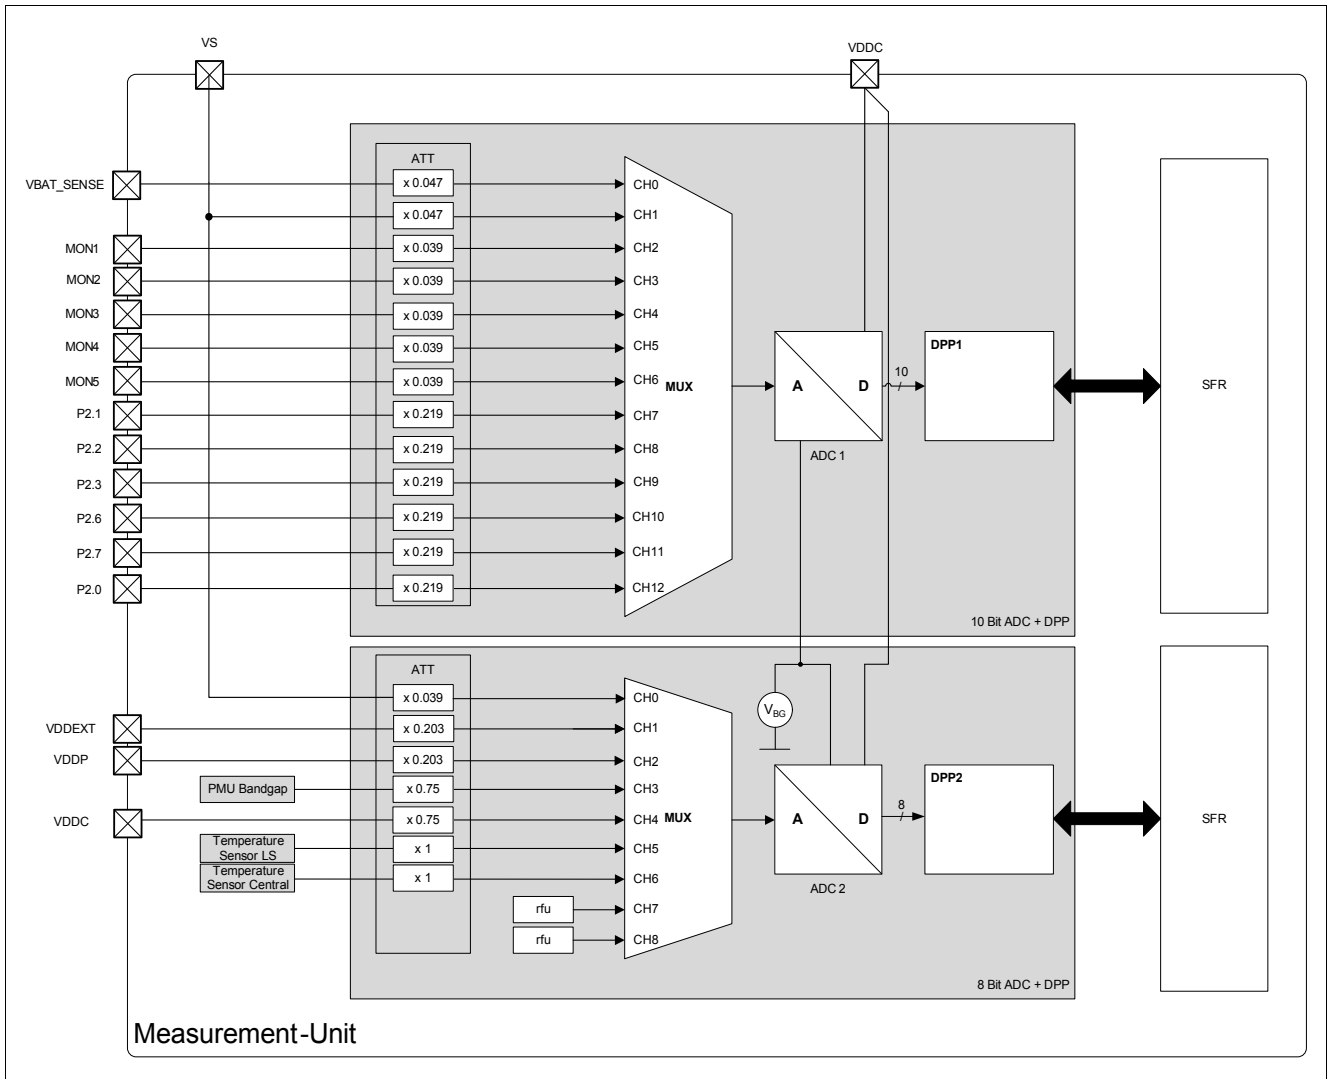 VS
VDDC
ATT
VBAT_SENSE
x 0.047
CH0
x 0.047
CH1
MON1
x 0.039
CH2
MON2
x 0.039
CH3
MON3
x 0.039
CH4
MON4
x 0.039
CH5
MON5
x 0.039
CH6
MUX
P2.1
x 0.219
CH7
P2.2
x 0.219
CH8
P2.3
x 0.219
CH9
P2.6
x 0.219
CH10
P2.7
x 0.219
CH11
P2.0
x 0.219
CH12
A
D
ADC 1
10
DPP1
SFR
10 Bit ADC + DPP
ATT
x 0.039
CH0
VDDEXT
x 0.203
CH1
VDDP
x 0.203
CH2
PMU Bandgap
x 0.75
CH3
VDDC
x 0.75
CH4
MUX
Temperature
Sensor LS
x 1
CH5
Temperature
Sensor Central
x 1
CH6
rfu
CH7
rfu
CH8
VBG
A
D
ADC 2
8
DPP2
SFR
8 Bit ADC + DPP
Measurement-Unit